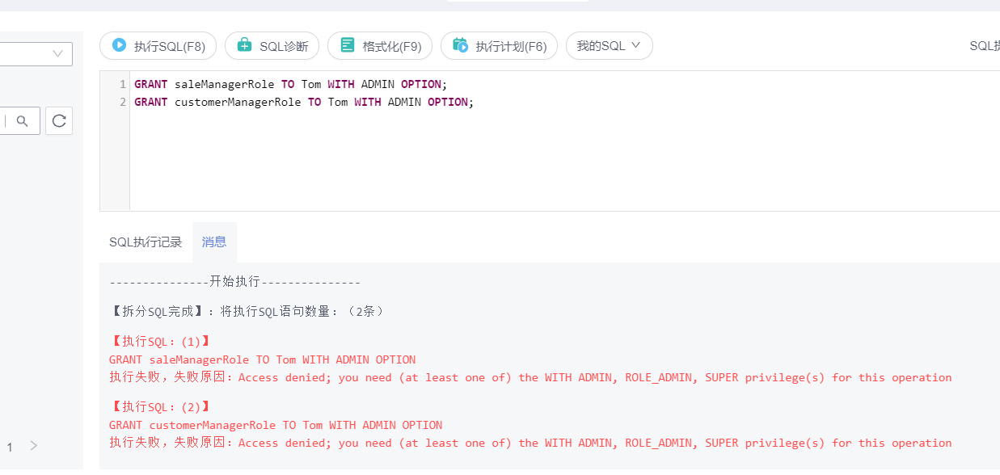 执行SQL(F8) SQL诊断 格式化(F9) 执行计划(F6) 我的SQL SQL
1 GRANT saleManagerRole TO Tom WITH ADMIN OPTION;
2 GRANT customerManagerRole TO Tom WITH ADMIN OPTION;
SQL执行记录 消息
---------------开始执行---------------
【拆分SQL完成】：将执行SQL语句数量：（2条）
【执行SQL：(1)】
GRANT saleManagerRole TO Tom WITH ADMIN OPTION
执行失败，失败原因：Access denied; you need (at least one of) the WITH ADMIN, ROLE_ADMIN, SUPER privilege(s) for this operation
【执行SQL：(2)】
GRANT customerManagerRole TO Tom WITH ADMIN OPTION
执行失败，失败原因：Access denied; you need (at least one of) the WITH ADMIN, ROLE_ADMIN, SUPER privilege(s) for this operation
1